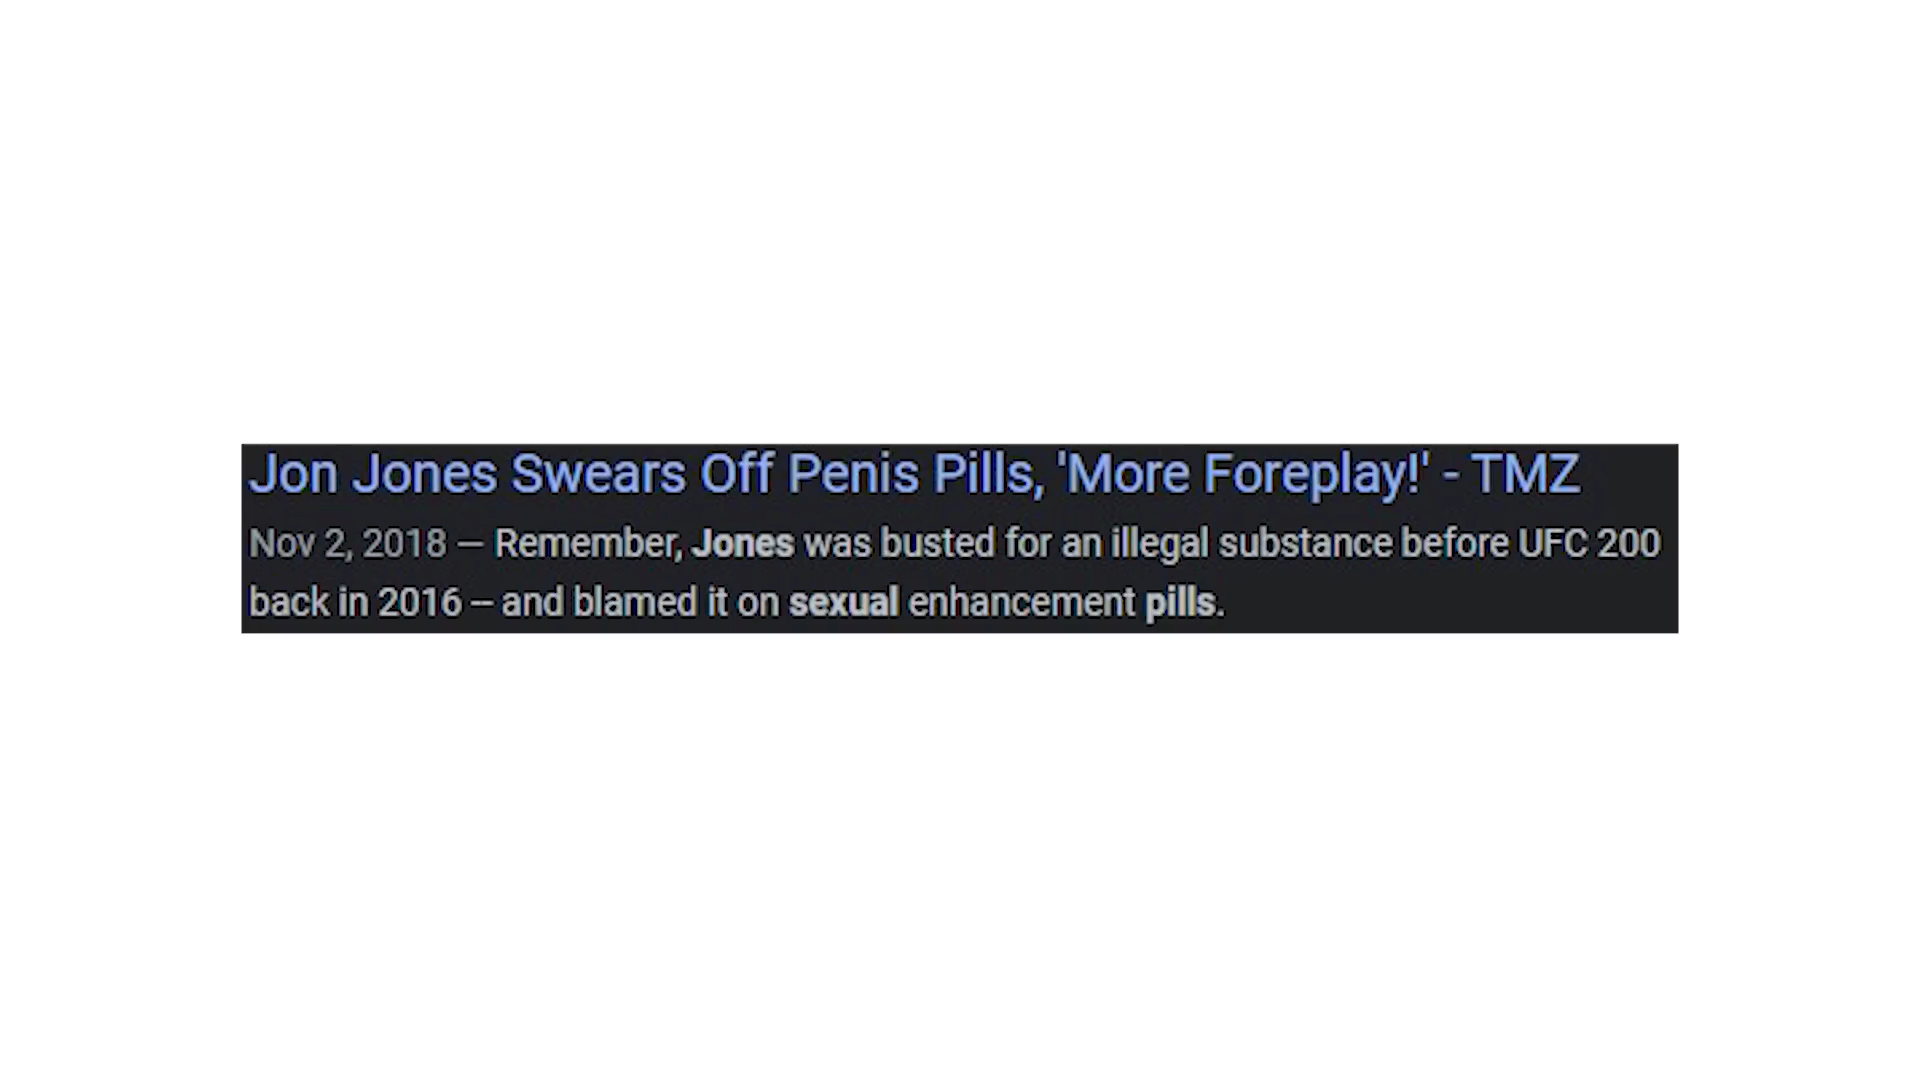 Jon Jones Swears Off Penis Pills, 'More Foreplay!' - TMZ
Nov 2, 2018 — Remember, Jones was busted for an illegal substance before UFC 200
back in 2016 -- and blamed it on sexual enhancement pills.